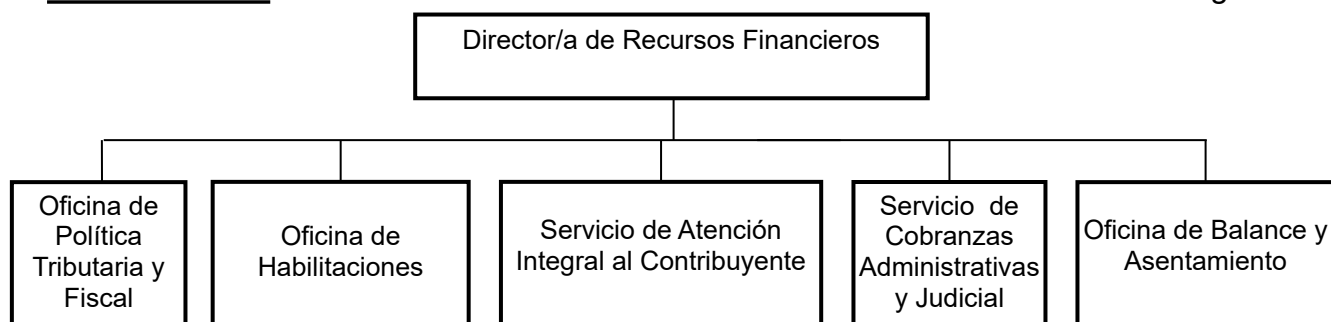 Director/a de Recursos Financieros
Oficina de
Política
Tributaria y
Fiscal
Oficina de
Habilitaciones
Servicio de Atención
Integral al Contribuyente
Servicio de
Cobranzas
Administrativas
y Judicial
Oficina de Balance y
Asentamiento